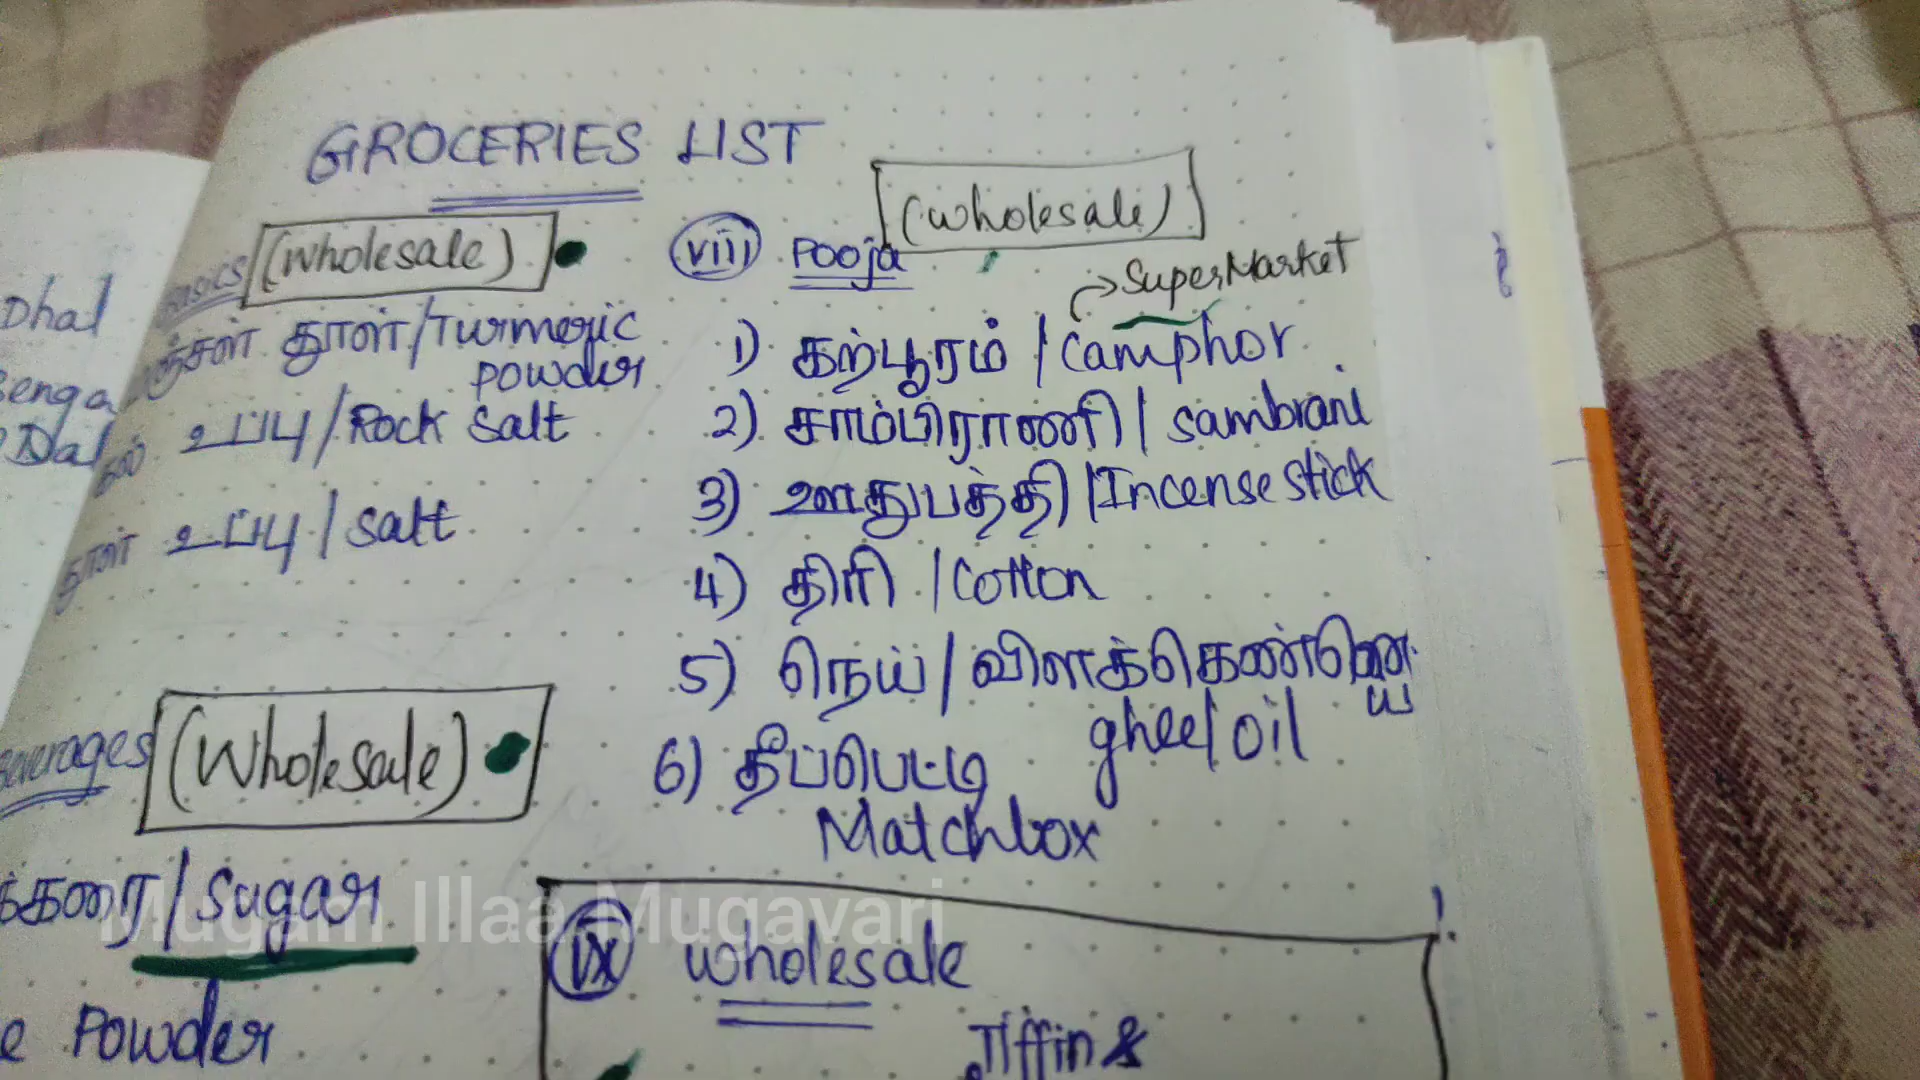 GROCERIES LIST
Basics (Wholesale)
தூள்/Turmeric
Powder
உப்பு/Rock Salt
தூள் உப்பு/Salt
Beverages (Wholesale)
/Sugar
Powder
Dhal
Dal
(Wholesale)
viii Pooja
SuperMarket
1) கற்பூரம்/Camphor
2) சாம்பிராணி/Sambrani
3) ஊதுபத்தி/Incense stick
4) திரி/Cotton
5) நெய்/விளக்கெண்ணெய்
ghee/oil
6) தீப்பெட்டி
Matchbox
ix Wholesale
Tiffin &
Mugam Illaa Mugavari